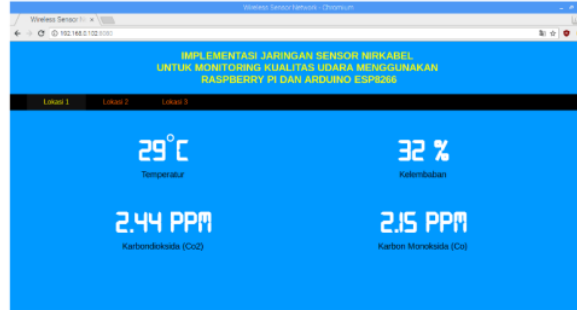 Wireless Sensor Network - Chromium
Wireless Sensor N
192.168.0.102:8080
IMPLEMENTASI JARINGAN SENSOR NIRKABEL
UNTUK MONITORING KUALITAS UDARA MENGGUNAKAN
RASPBERRY PI DAN ARDUINO ESP8266
Lokasi 1 Lokasi 2 Lokasi 3
29°C 32 %
Temperatur Kelembaban
2.44 PPM 2.15 PPM
Karbondioksida (Co2) Karbon Monoksida (Co)